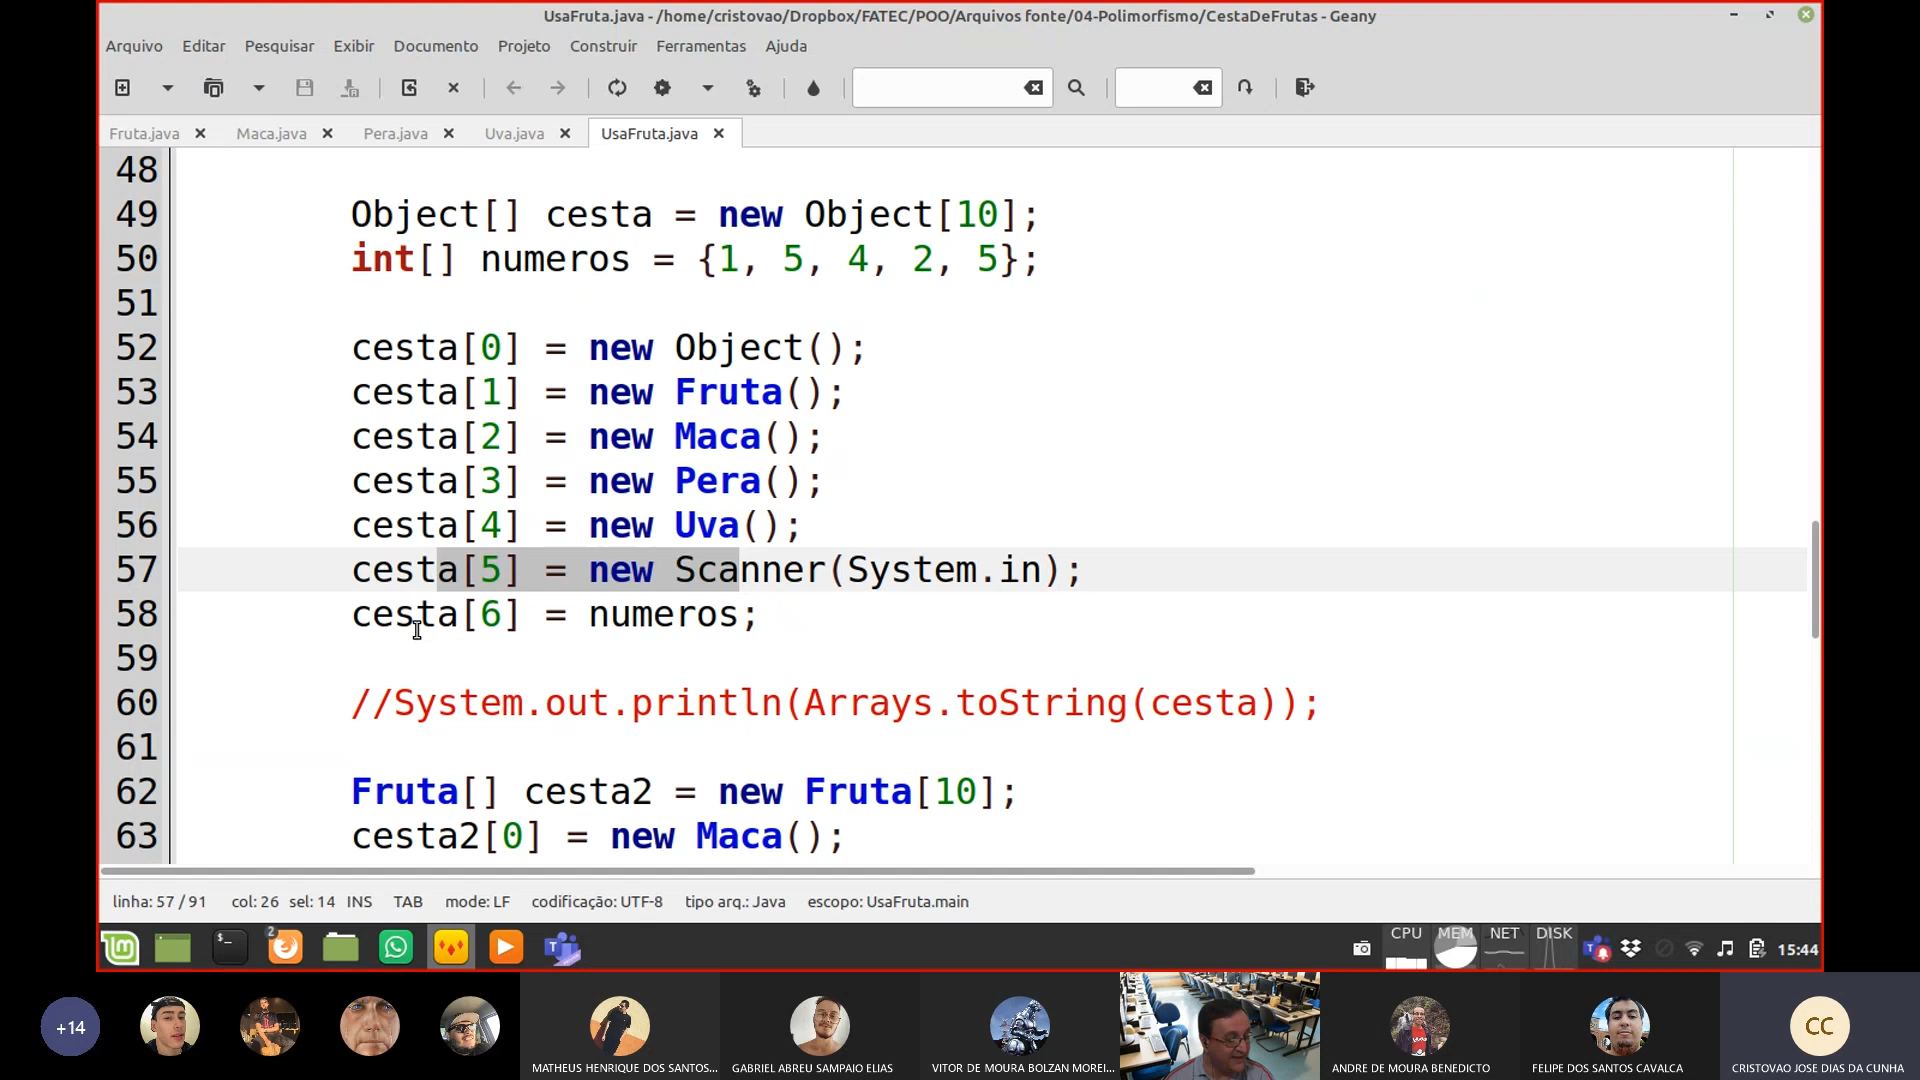 UsaFruta.java - /home/cristovao/Dropbox/FATEC/POO/Arquivos fonte/04-Polimorfismo/CestaDeFrutas - Geany
Arquivo Editar Pesquisar Exibir Documento Projeto Construir Ferramentas Ajuda
Fruta.java Maca.java Pera.java Uva.java UsaFruta.java
48
49 Object[] cesta = new Object[10];
50 int[] numeros = {1, 5, 4, 2, 5};
51
52 cesta[0] = new Object();
53 cesta[1] = new Fruta();
54 cesta[2] = new Maca();
55 cesta[3] = new Pera();
56 cesta[4] = new Uva();
57 cesta[5] = new Scanner(System.in);
58 cesta[6] = numeros;
59
60 //System.out.println(Arrays.toString(cesta));
61
62 Fruta[] cesta2 = new Fruta[10];
63 cesta2[0] = new Maca();
linha: 57 / 91 col: 26 sel: 14 INS TAB mode: LF codificação: UTF-8 tipo arq.: Java escopo: UsaFruta.main
2 CPU MEM NET DISK 15:44
+14 CC
MATHEUS HENRIQUE DOS SANTOS... GABRIEL ABREU SAMPAIO ELIAS VITOR DE MOURA BOLZAN MOREI... ANDRE DE MOURA BENEDICTO FELIPE DOS SANTOS CAVALCA CRISTOVAO JOSE DIAS DA CUNHA